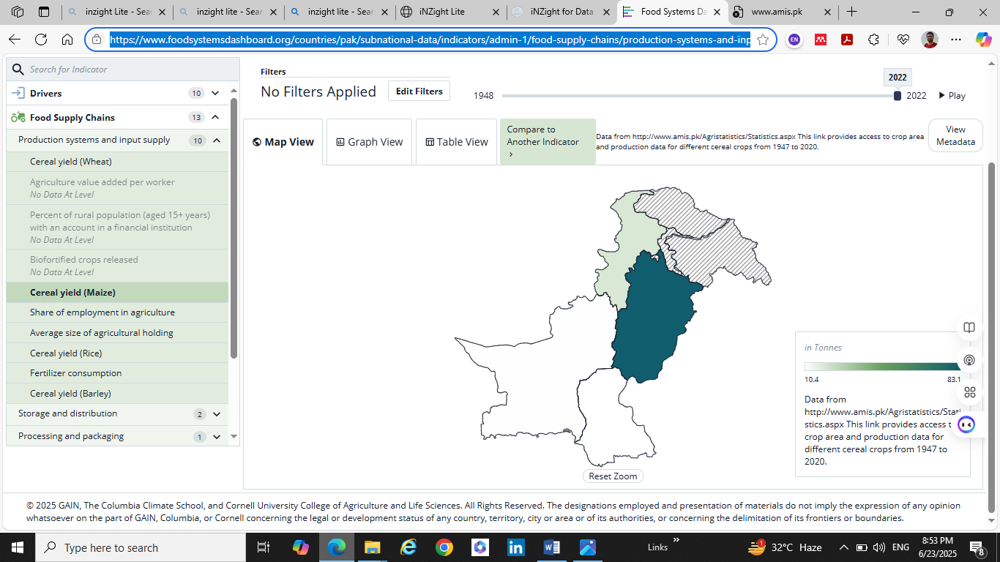 inzight Lite - Sear
inzight lite - Sear
inzight lite - Sear
iNZight Lite
iNZight for Data
Food Systems Da
www.amis.pk
https://www.foodsystemsdashboard.org/countries/pak/subnational-data/indicators/admin-1/food-supply-chains/production-systems-and-inp
EN
Search for Indicator
Drivers 10
Food Supply Chains 13
Production systems and input supply 10
Cereal yield (Wheat)
Agriculture value added per worker
No Data At Level
Percent of rural population (aged 15+ years)
with an account in a financial institution
No Data At Level
Biofortified crops released
No Data At Level
Cereal yield (Maize)
Share of employment in agriculture
Average size of agricultural holding
Cereal yield (Rice)
Fertilizer consumption
Cereal yield (Barley)
Storage and distribution 2
Processing and packaging 1
Filters
No Filters Applied
Edit Filters
1948
2022
2022
Play
Map View
Graph View
Table View
Compare to
Another Indicator
›
Data from http://www.amis.pk/Agristatistics/Statistics.aspx This link provides access to crop area
and production data for different cereal crops from 1947 to 2020.
View
Metadata
in Tonnes
10.4 83.1
Data from
http://www.amis.pk/Agristatistics/Stati
stics.aspx This link provides access t
crop area and production data for
different cereal crops from 1947 to
2020.
Reset Zoom
© 2025 GAIN, The Columbia Climate School, and Cornell University College of Agriculture and Life Sciences. All Rights Reserved. The designations employed and presentation of materials do not imply the expression of any opinion
whatsoever on the part of GAIN, Columbia, or Cornell concerning the legal or development status of any country, territory, city or area or of its authorities, or concerning the delimitation of its frontiers or boundaries.
Type here to search
Links
1
32°C Haze
ENG
8:53 PM
6/23/2025
8